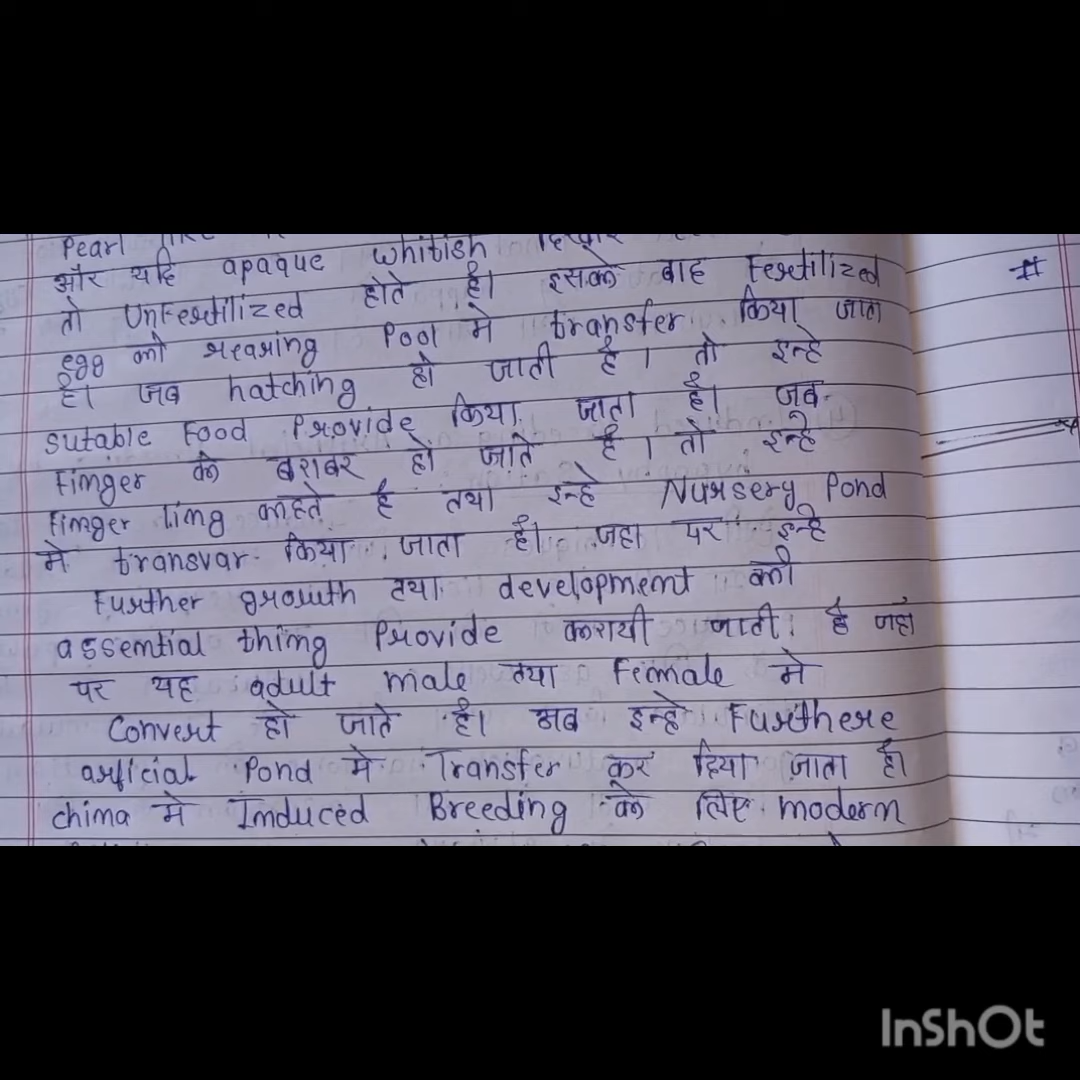 Pearl
और यदि apaque whitish दिखाई
तो Unfertilized होते है। इसके बाद Fertilized
egg को rearing Pool मे transfer किया जाता
है। जब hatching हो जाती है। तो इन्हे
sutable Food Provide किया जाता है। जब
Finger के बराबर हो जाते है। तो इन्हे
Finger ling कहते है तथा इन्हे Nursery Pond
मे transvar किया जाता है। जहा पर इन्हे
Further growth तथा development की
assential thing Provide करायी जाती है जहां
पर यह adult male तथा Female मे
Convert हो जाते है। अब इन्हे Furthere
arficial Pond मे Transfer कर दिया जाता है।
china मे Induced Breeding के लिए modern
#
InShOt